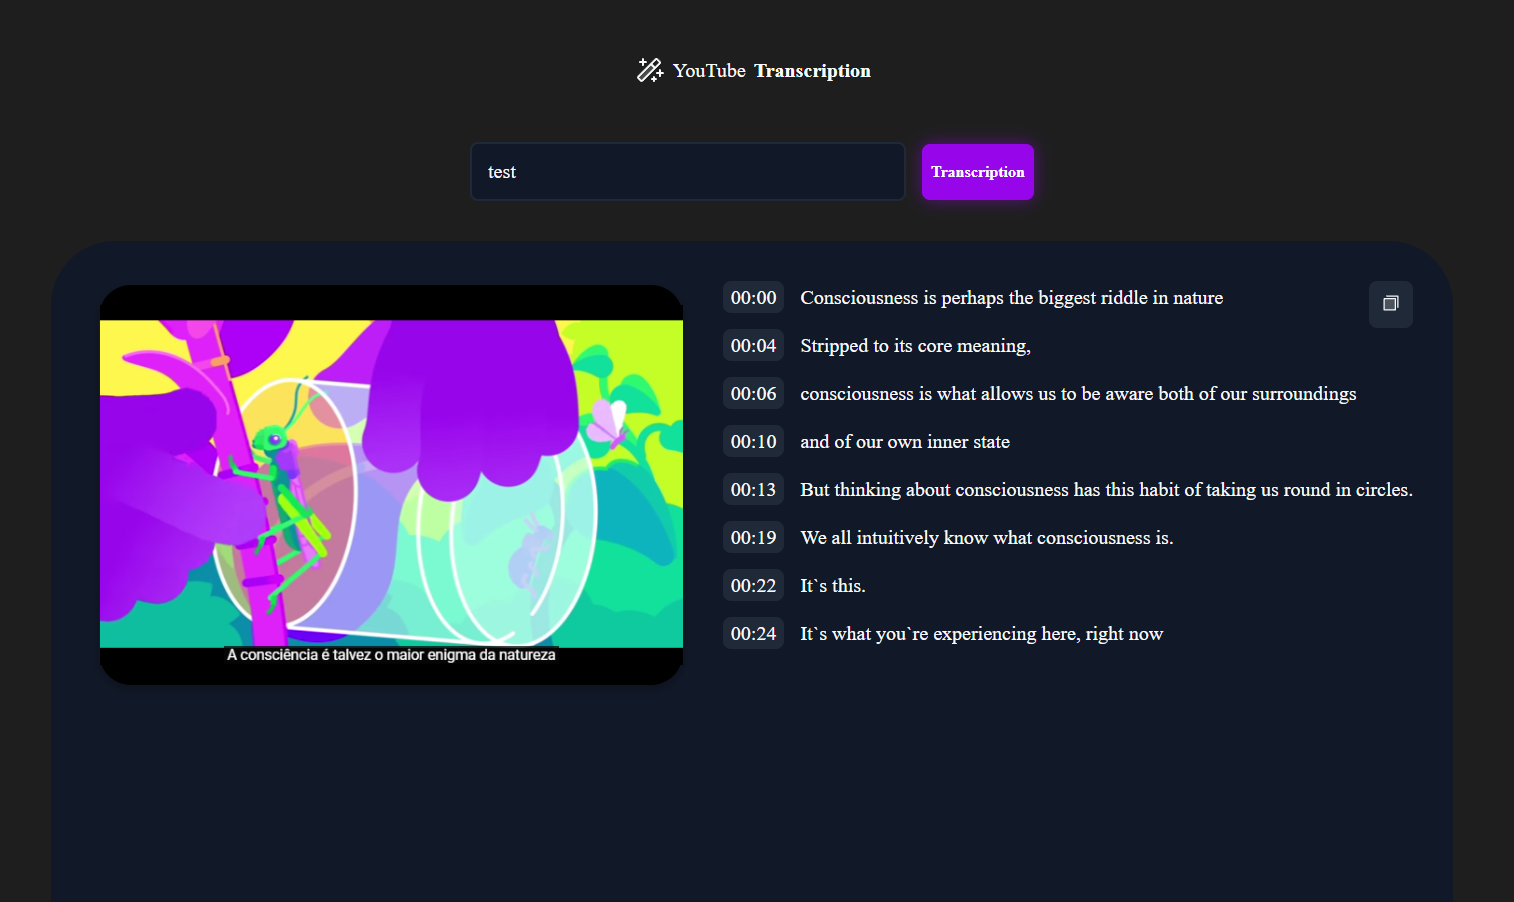 YouTube Transcription
test
Transcription
A consciência é talvez o maior enigma da natureza
00:00 Consciousness is perhaps the biggest riddle in nature
00:04 Stripped to its core meaning,
00:06 consciousness is what allows us to be aware both of our surroundings
00:10 and of our own inner state
00:13 But thinking about consciousness has this habit of taking us round in circles.
00:19 We all intuitively know what consciousness is.
00:22 It`s this.
00:24 It`s what you`re experiencing here, right now